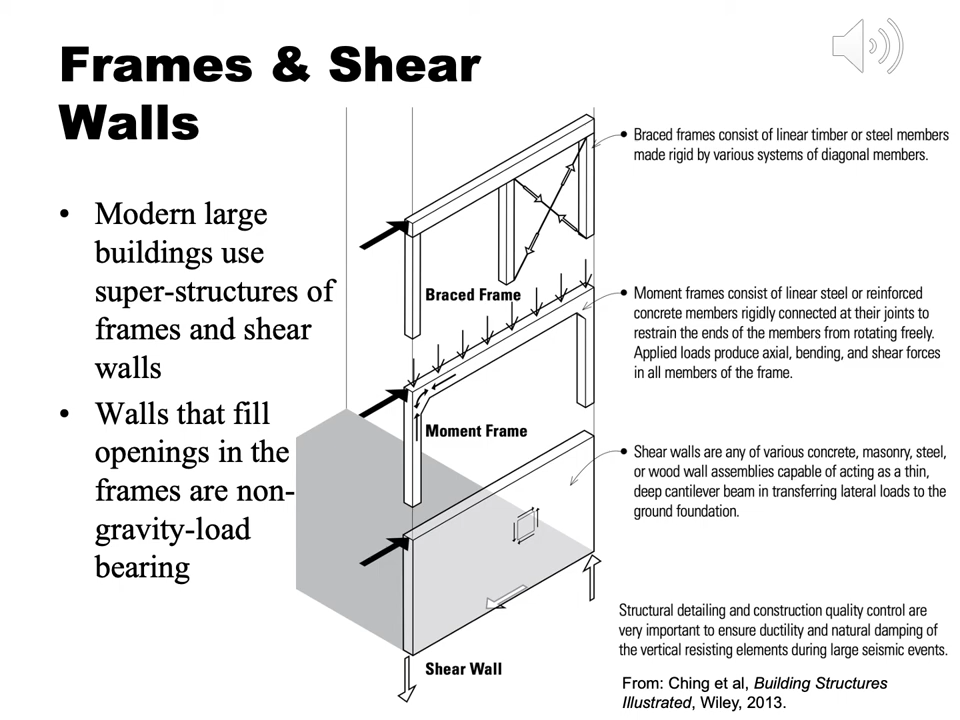 Frames & Shear
Walls
• Modern large
buildings use
super-structures of
frames and shear
walls
• Walls that fill
openings in the
frames are non-
gravity-load
bearing
Braced Frame
Moment Frame
Shear Wall
• Braced frames consist of linear timber or steel members
made rigid by various systems of diagonal members.
• Moment frames consist of linear steel or reinforced
concrete members rigidly connected at their joints to
restrain the ends of the members from rotating freely.
Applied loads produce axial, bending, and shear forces
in all members of the frame.
• Shear walls are any of various concrete, masonry, steel,
or wood wall assemblies capable of acting as a thin,
deep cantilever beam in transferring lateral loads to the
ground foundation.
Structural detailing and construction quality control are
very important to ensure ductility and natural damping of
the vertical resisting elements during large seismic events.
From: Ching et al, Building Structures
Illustrated, Wiley, 2013.